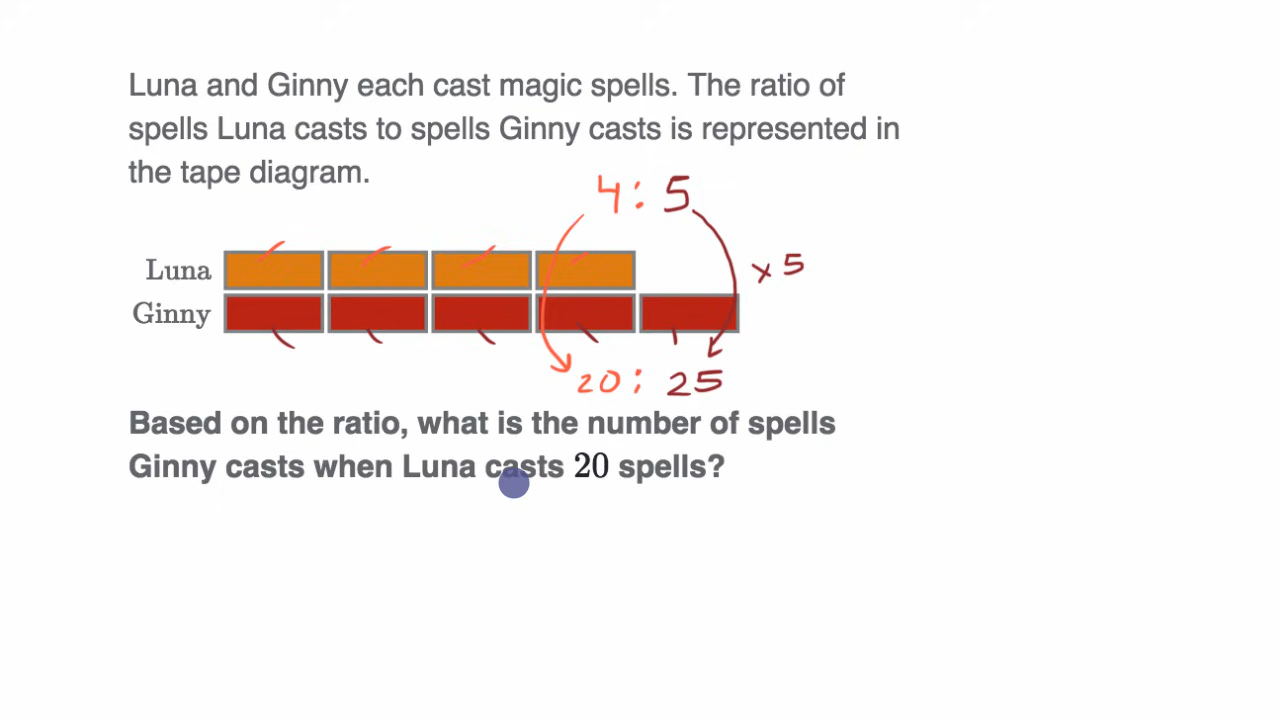 Luna and Ginny each cast magic spells. The ratio of
spells Luna casts to spells Ginny casts is represented in
the tape diagram.
4 : 5
Luna
× 5
Ginny
20 : 25
Based on the ratio, what is the number of spells
Ginny casts when Luna casts 20 spells?